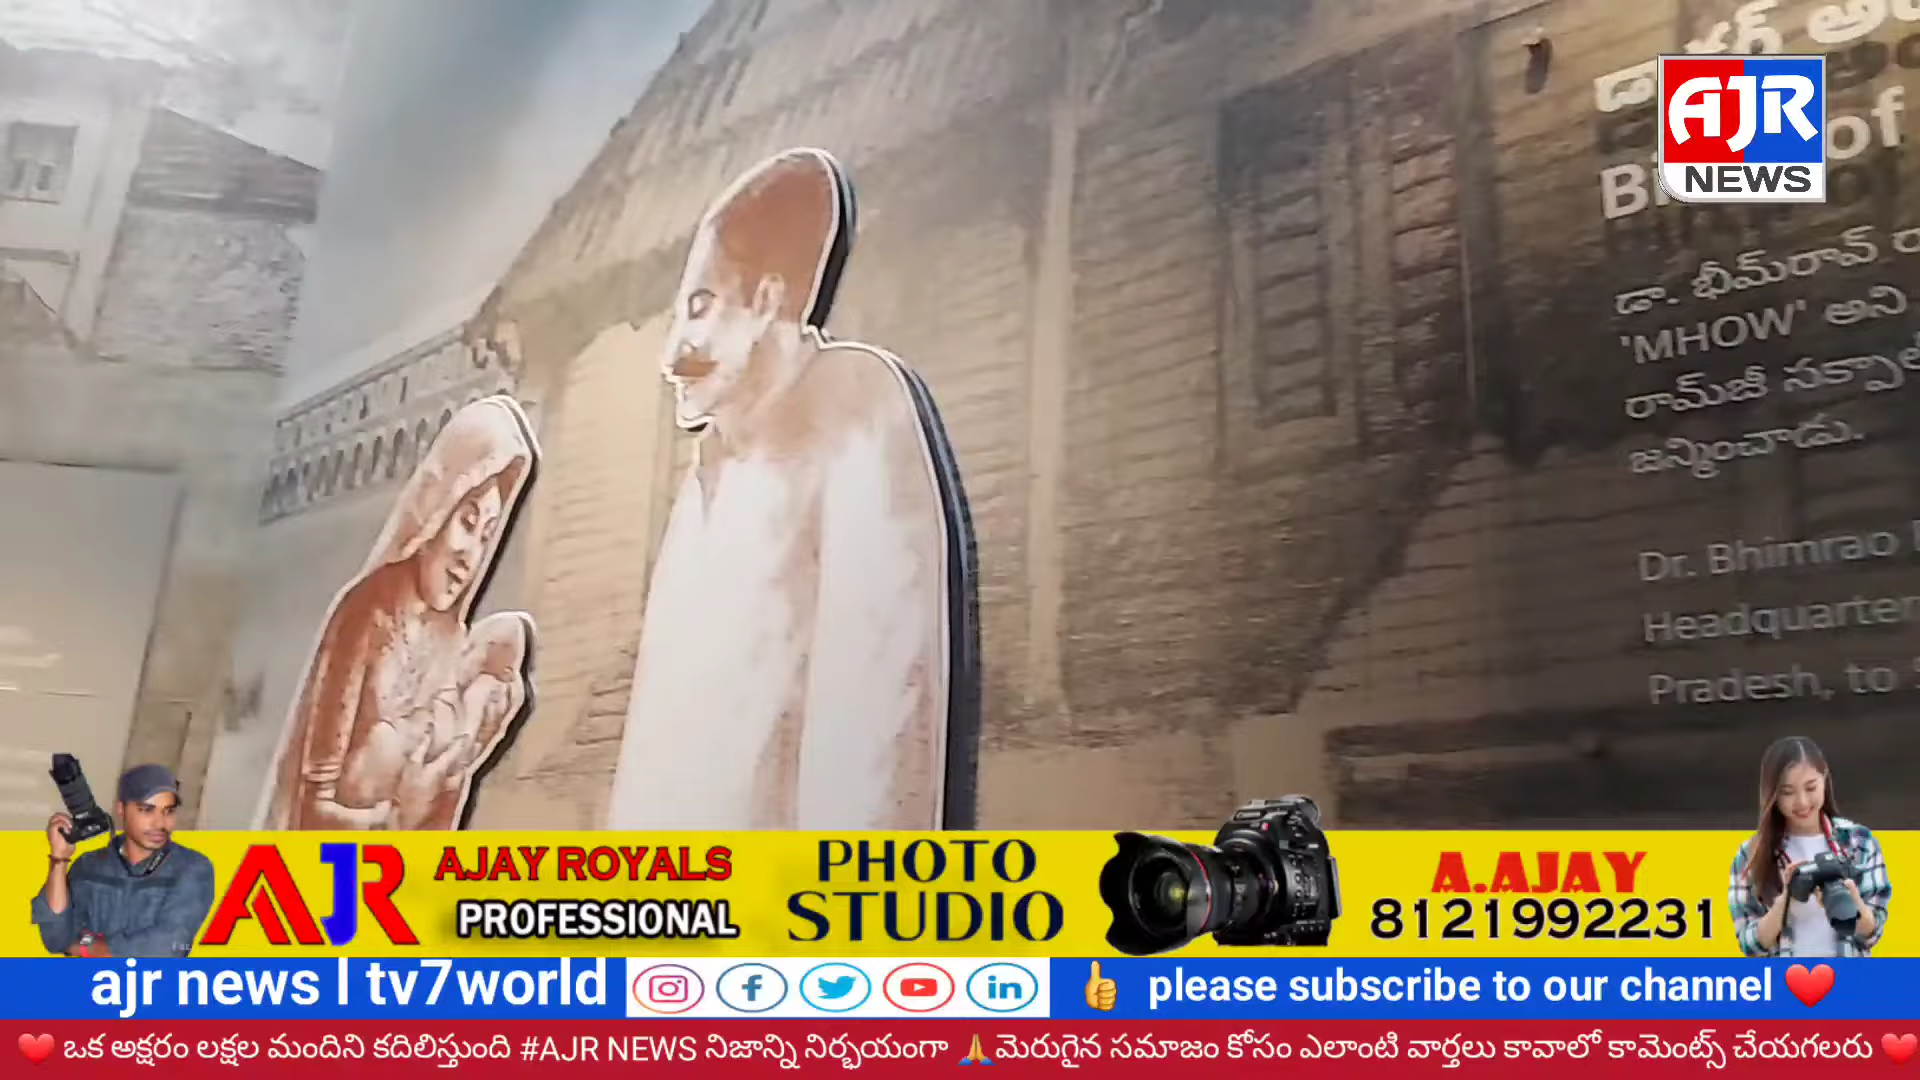 AJR
NEWS
of
డా. భీమ్‌రావ్
'MHOW' అని
రామ్‌జీ
జన్మించాడు.
Dr. Bhimrao
Headquarter
Pradesh, to
AJR
AJAY ROYALS
PROFESSIONAL
PHOTO
STUDIO
A.AJAY
8121992231
ajr news l tv7world
👍 please subscribe to our channel ❤️
❤️ ఒక అక్షరం లక్షల మందిని కదిలిస్తుంది #AJR NEWS నిజాన్ని నిర్భయంగా 🙏మెరుగైన సమాజం కోసం ఎలాంటి వార్తలు కావాలో కామెంట్స్ చేయగలరు ❤️